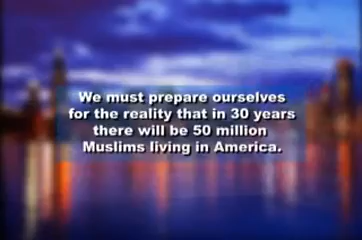 We must prepare ourselves
for the reality that in 30 years
there will be 50 million
Muslims living in America.